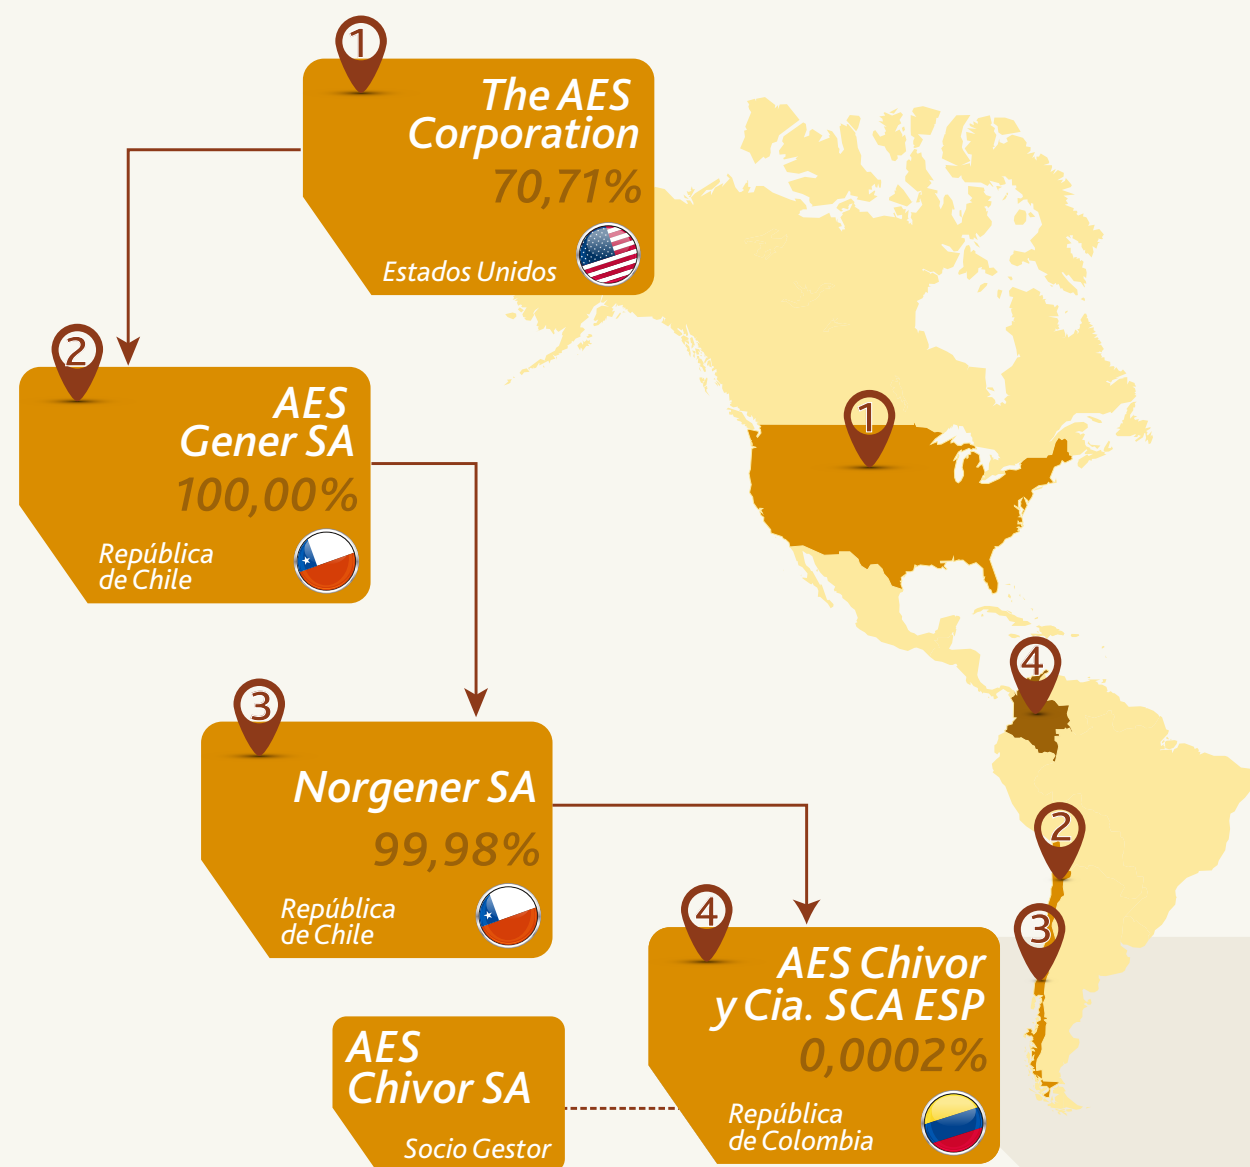 1
The AES
Corporation
70,71%
Estados Unidos
2
AES
Gener SA
100,00%
República
de Chile
3
Norgener SA
99,98%
República
de Chile
4
AES Chivor
y Cia. SCA ESP
0,0002%
República
de Colombia
AES
Chivor SA
Socio Gestor
1
4
2
3